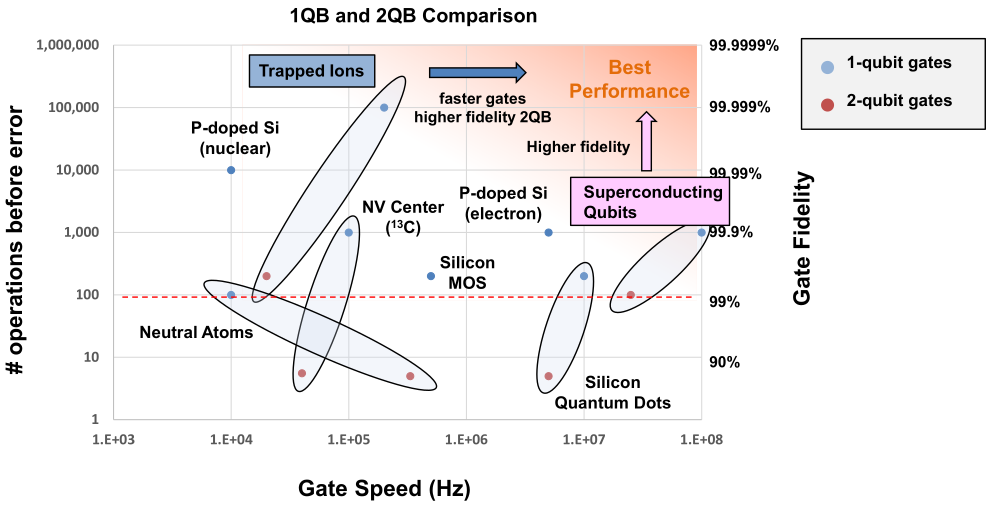 1QB and 2QB Comparison
# operations before error
1,000,000
100,000
10,000
1,000
100
10
1
1.E+03
1.E+04
1.E+05
1.E+06
1.E+07
1.E+08
Gate Speed (Hz)
99.9999%
99.999%
99.99%
99.9%
99%
90%
Gate Fidelity
Trapped Ions
faster gates
higher fidelity 2QB
Best
Performance
Higher fidelity
Superconducting
Qubits
P-doped Si
(nuclear)
NV Center
(¹³C)
P-doped Si
(electron)
Silicon
MOS
Neutral Atoms
Silicon
Quantum Dots
1-qubit gates
2-qubit gates